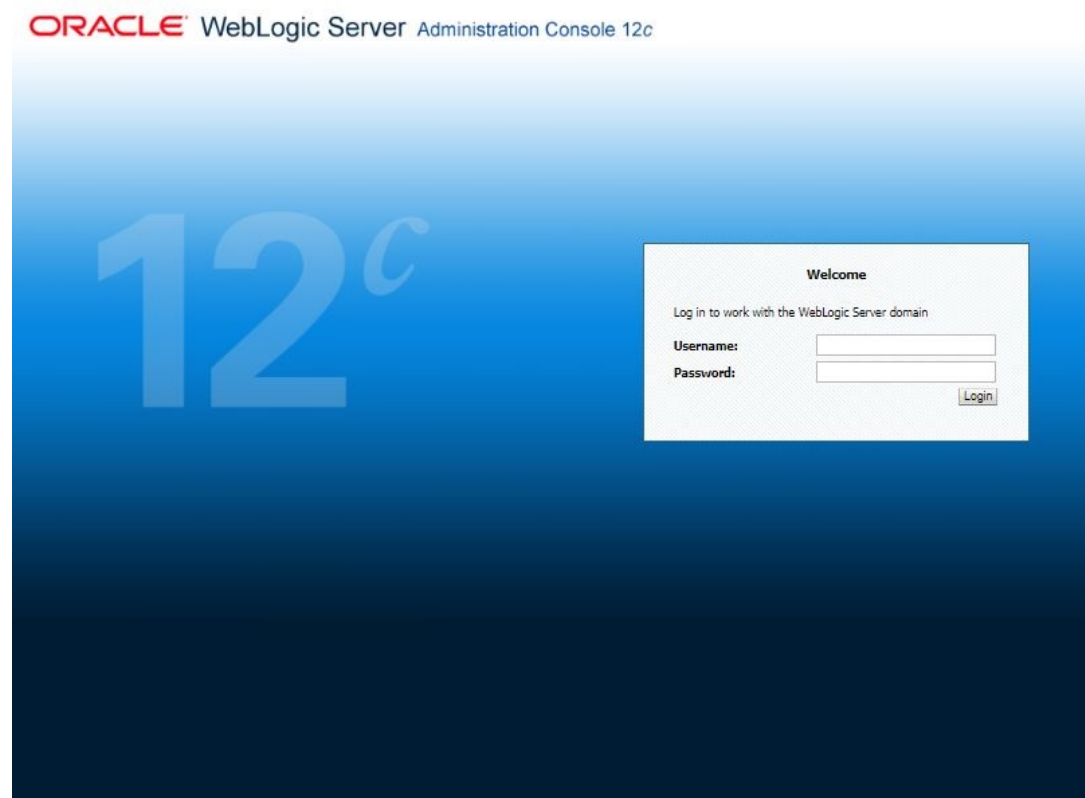 ORACLE WebLogic Server Administration Console 12c
12c
Welcome
Log in to work with the WebLogic Server domain
Username:
Password:
Login